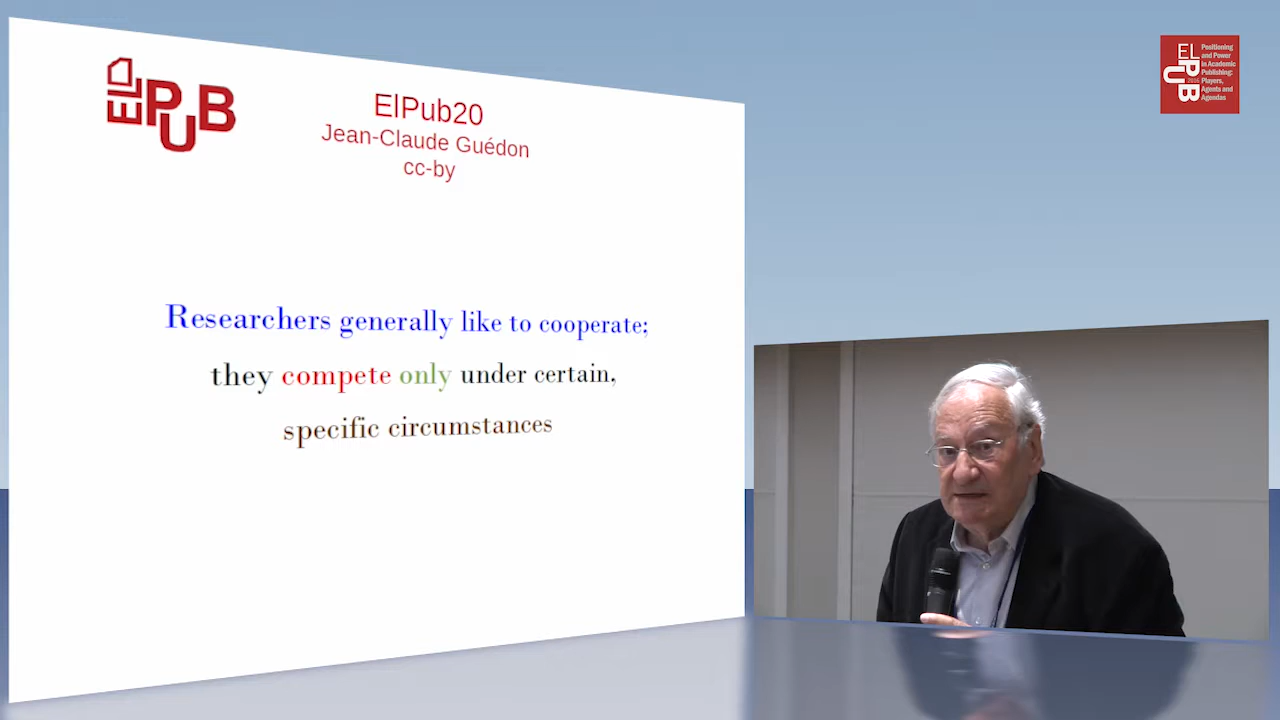 ELPUB
ElPub20
Jean-Claude Guédon
cc-by
Researchers generally like to cooperate;
they compete only under certain,
specific circumstances
ELPUB
2016
Positioning
and Power
in Academic
Publishing:
Players,
Agents and
Agendas